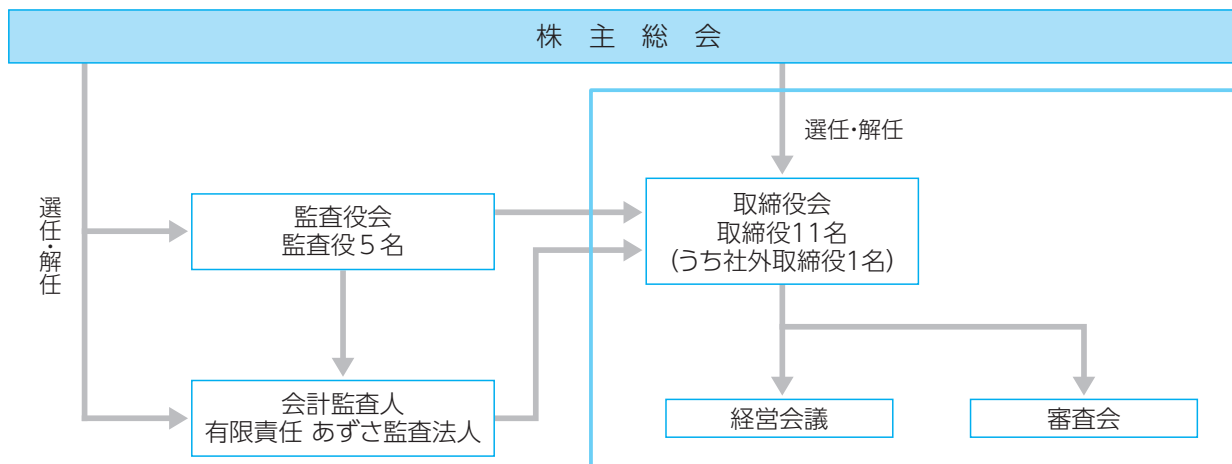 株 主 総 会
選任・解任
選任・解任
監査役会
監査役5名
取締役会
取締役11名
(うち社外取締役1名)
会計監査人
有限責任 あずさ監査法人
経営会議
審査会